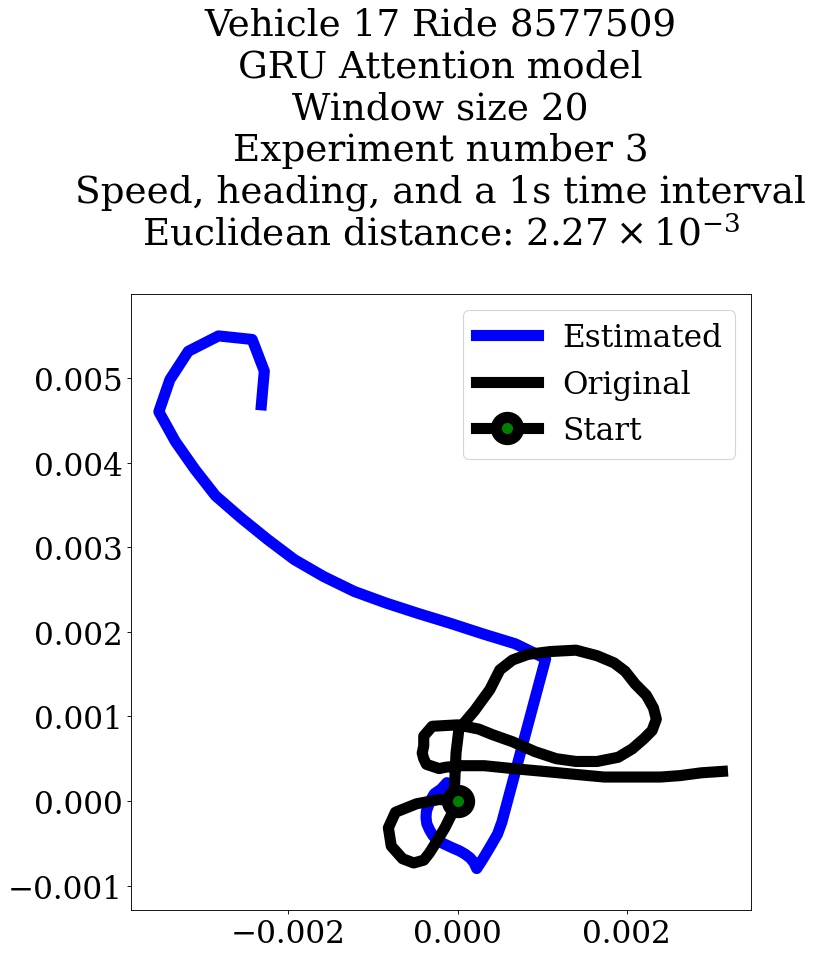 Vehicle 17 Ride 8577509
GRU Attention model
Window size 20
Experiment number 3
Speed, heading, and a 1s time interval
Euclidean distance: 2.27 × 10⁻³
Estimated
Original
Start
0.005
0.004
0.003
0.002
0.001
0.000
−0.001
−0.002 0.000 0.002